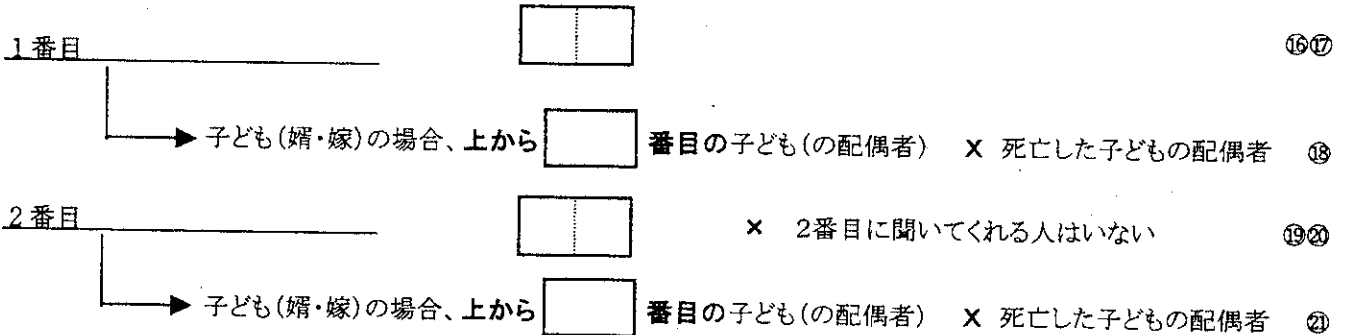 1番目 ⑯⑰
子ども(婿・嫁)の場合、上から 番目の子ども(の配偶者) X 死亡した子どもの配偶者 ⑱
2番目 × 2番目に聞いてくれる人はいない ⑲⑳
子ども(婿・嫁)の場合、上から 番目の子ども(の配偶者) X 死亡した子どもの配偶者 ㉑